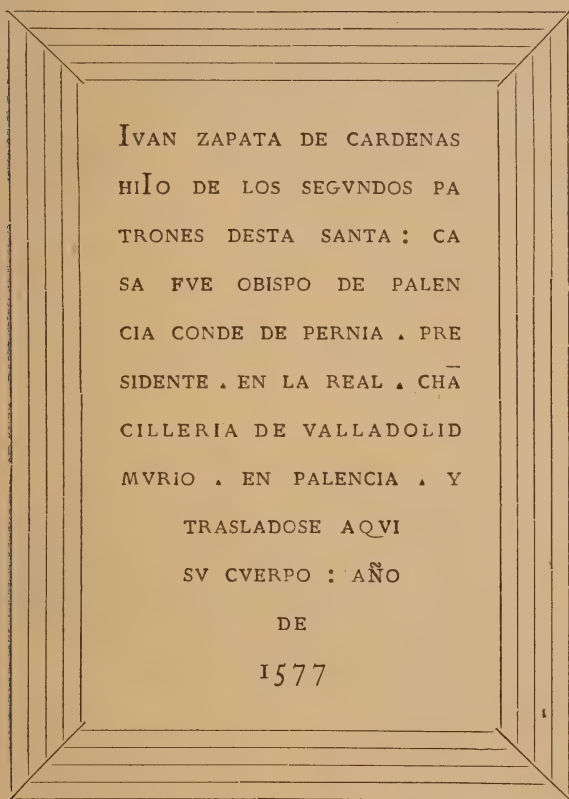 IVAN ZAPATA DE CARDENAS
HIIO DE LOS SEGVNDOS PA
TRONES DESTA SANTA : CA
SA FVE OBISPO DE PALEN
CIA CONDE DE PERNIA . PRE
SIDENTE . EN LA REAL . CHĀ
CILLERIA DE VALLADOLID
MVRIO . EN PALENCIA . Y
TRASLADOSE AQVI
SV CVERPO : AÑO
DE
1577